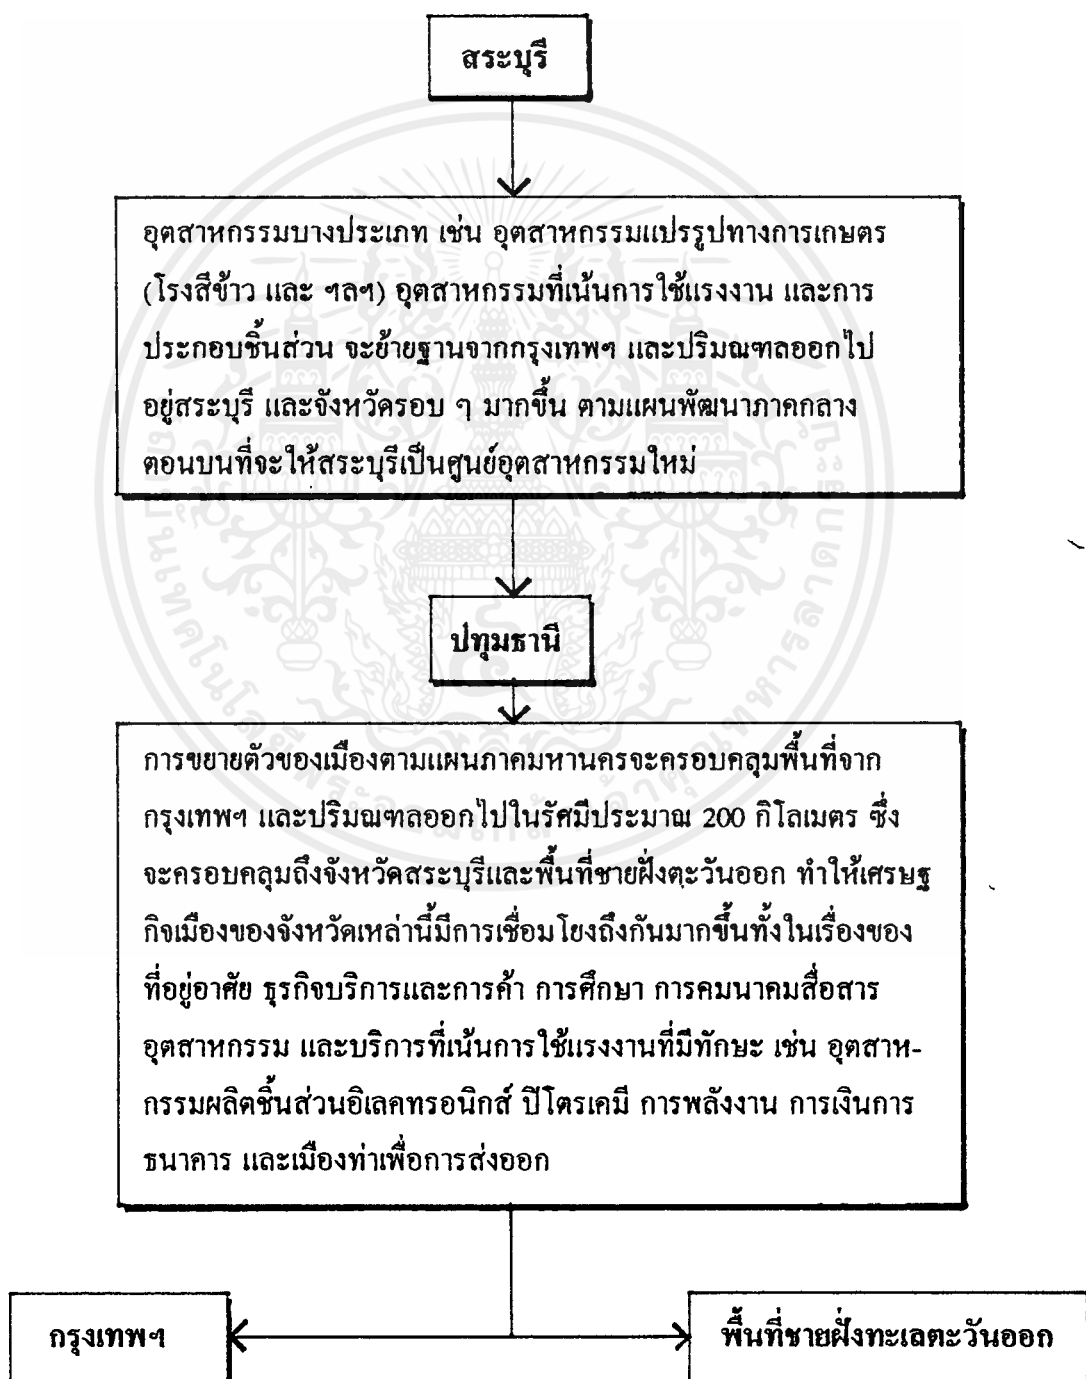 สระบุรี
อุตสาหกรรมบางประเภท เช่น อุตสาหกรรมแปรรูปทางการเกษตร
(โรงสีข้าว และ ฯลฯ) อุตสาหกรรมที่เน้นการใช้แรงงาน และการ
ประกอบชิ้นส่วน จะย้ายฐานจากกรุงเทพฯ และปริมณฑลออกไป
อยู่สระบุรี และจังหวัดรอบ ๆ มากขึ้น ตามแผนพัฒนาภาคกลาง
ตอนบนที่จะให้สระบุรีเป็นศูนย์อุตสาหกรรมใหม่
ปทุมธานี
การขยายตัวของเมืองตามแผนภาคมหานครจะครอบคลุมพื้นที่จาก
กรุงเทพฯ และปริมณฑลออกไปในรัศมีประมาณ 200 กิโลเมตร ซึ่ง
จะครอบคลุมถึงจังหวัดสระบุรีและพื้นที่ชายฝั่งตะวันออก ทำให้เศรษฐ
กิจเมืองของจังหวัดเหล่านี้มีการเชื่อมโยงถึงกันมากขึ้นทั้งในเรื่องของ
ที่อยู่อาศัย ธุรกิจบริการและการค้า การศึกษา การคมนาคมสื่อสาร
อุตสาหกรรม และบริการที่เน้นการใช้แรงงานที่มีทักษะ เช่น อุตสาห-
กรรมผลิตชิ้นส่วนอิเลคทรอนิกส์ ปิโตรเคมี การพลังงาน การเงินการ
ธนาคาร และเมืองท่าเพื่อการส่งออก
กรุงเทพฯ
พื้นที่ชายฝั่งทะเลตะวันออก